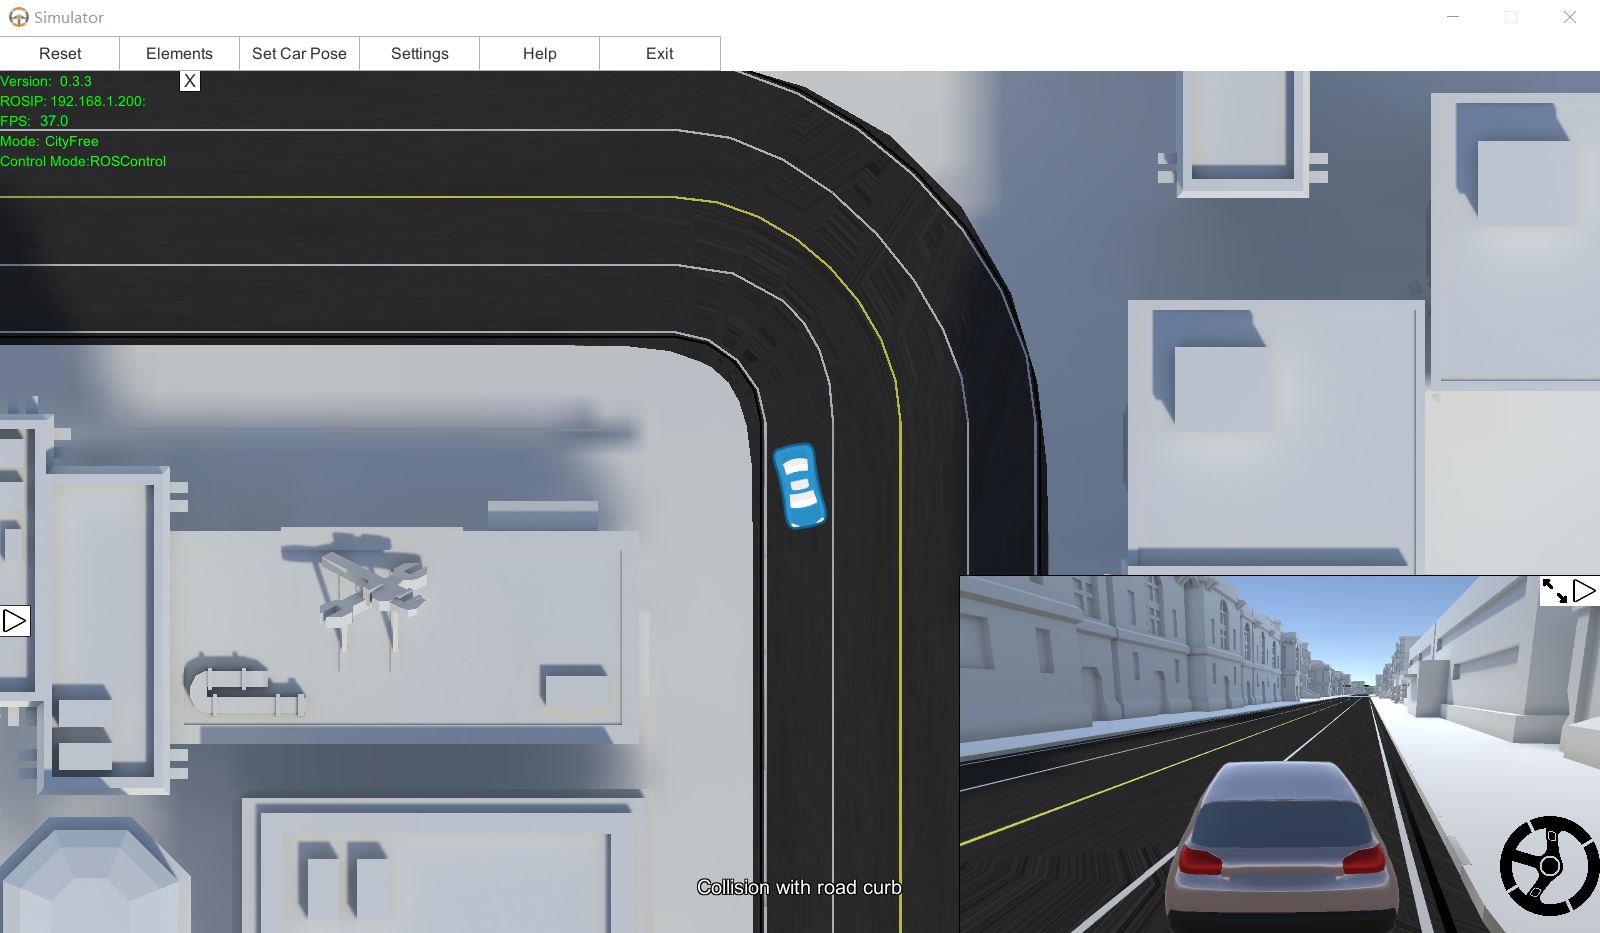 Simulator
Reset Elements Set Car Pose Settings Help Exit
Version: 0.3.3 X
ROSIP: 192.168.1.200:
FPS: 37.0
Mode: CityFree
Control Mode:ROSControl
Collision with road curb